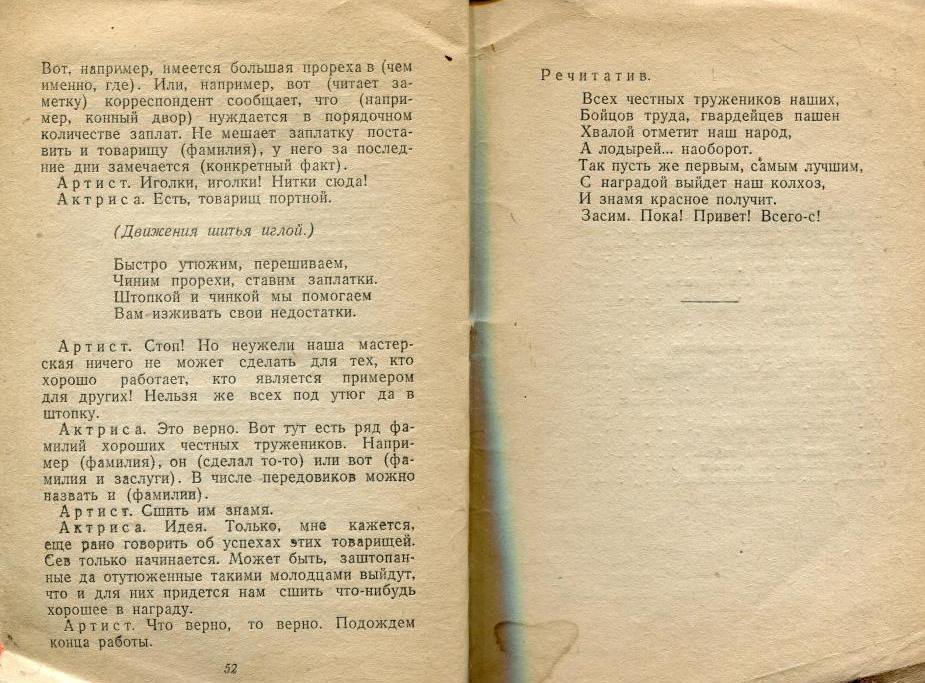 Вот, например, имеется большая прореха в (чем
именно, где). Или, например, вот (читает за-
метку) корреспондент сообщает, что (напри-
мер, конный двор) нуждается в порядочном
количестве заплат. Не мешает заплатку поста-
вить и товарищу (фамилия), у него за послед-
ние дни замечается (конкретный факт).
Артист. Иголки, иголки! Нитки сюда!
Актриса. Есть, товарищ портной.
(Движения шитья иглой.)
Быстро утюжим, перешиваем,
Чиним прорехи, ставим заплатки.
Штопкой и чинкой мы помогаем
Вам изживать свои недостатки.
Артист. Стоп! Но неужели наша мастер-
ская ничего не может сделать для тех, кто
хорошо работает, кто является примером
для других! Нельзя же всех под утюг да в
штопку.
Актриса. Это верно. Вот тут есть ряд фа-
милий хороших честных тружеников. Напри-
мер (фамилия), он (сделал то-то) или вот (фа-
милия и заслуги). В числе передовиков можно
назвать и (фамилии).
Артист. Сшить им знамя.
Актриса. Идея. Только, мне кажется,
еще рано говорить об успехах этих товарищей.
Сев только начинается. Может быть, заштопан-
ные да отутюженные такими молодцами выйдут,
что и для них придется нам сшить что-нибудь
хорошее в награду.
Артист. Что верно, то верно. Подождем
конца работы.
52
Речитатив.
Всех честных тружеников наших,
Бойцов труда, гвардейцев пашен
Хвалой отметит наш народ,
А лодырей... наоборот.
Так пусть же первым, самым лучшим,
С наградой выйдет наш колхоз,
И знамя красное получит.
Засим. Пока! Привет! Всего-с!